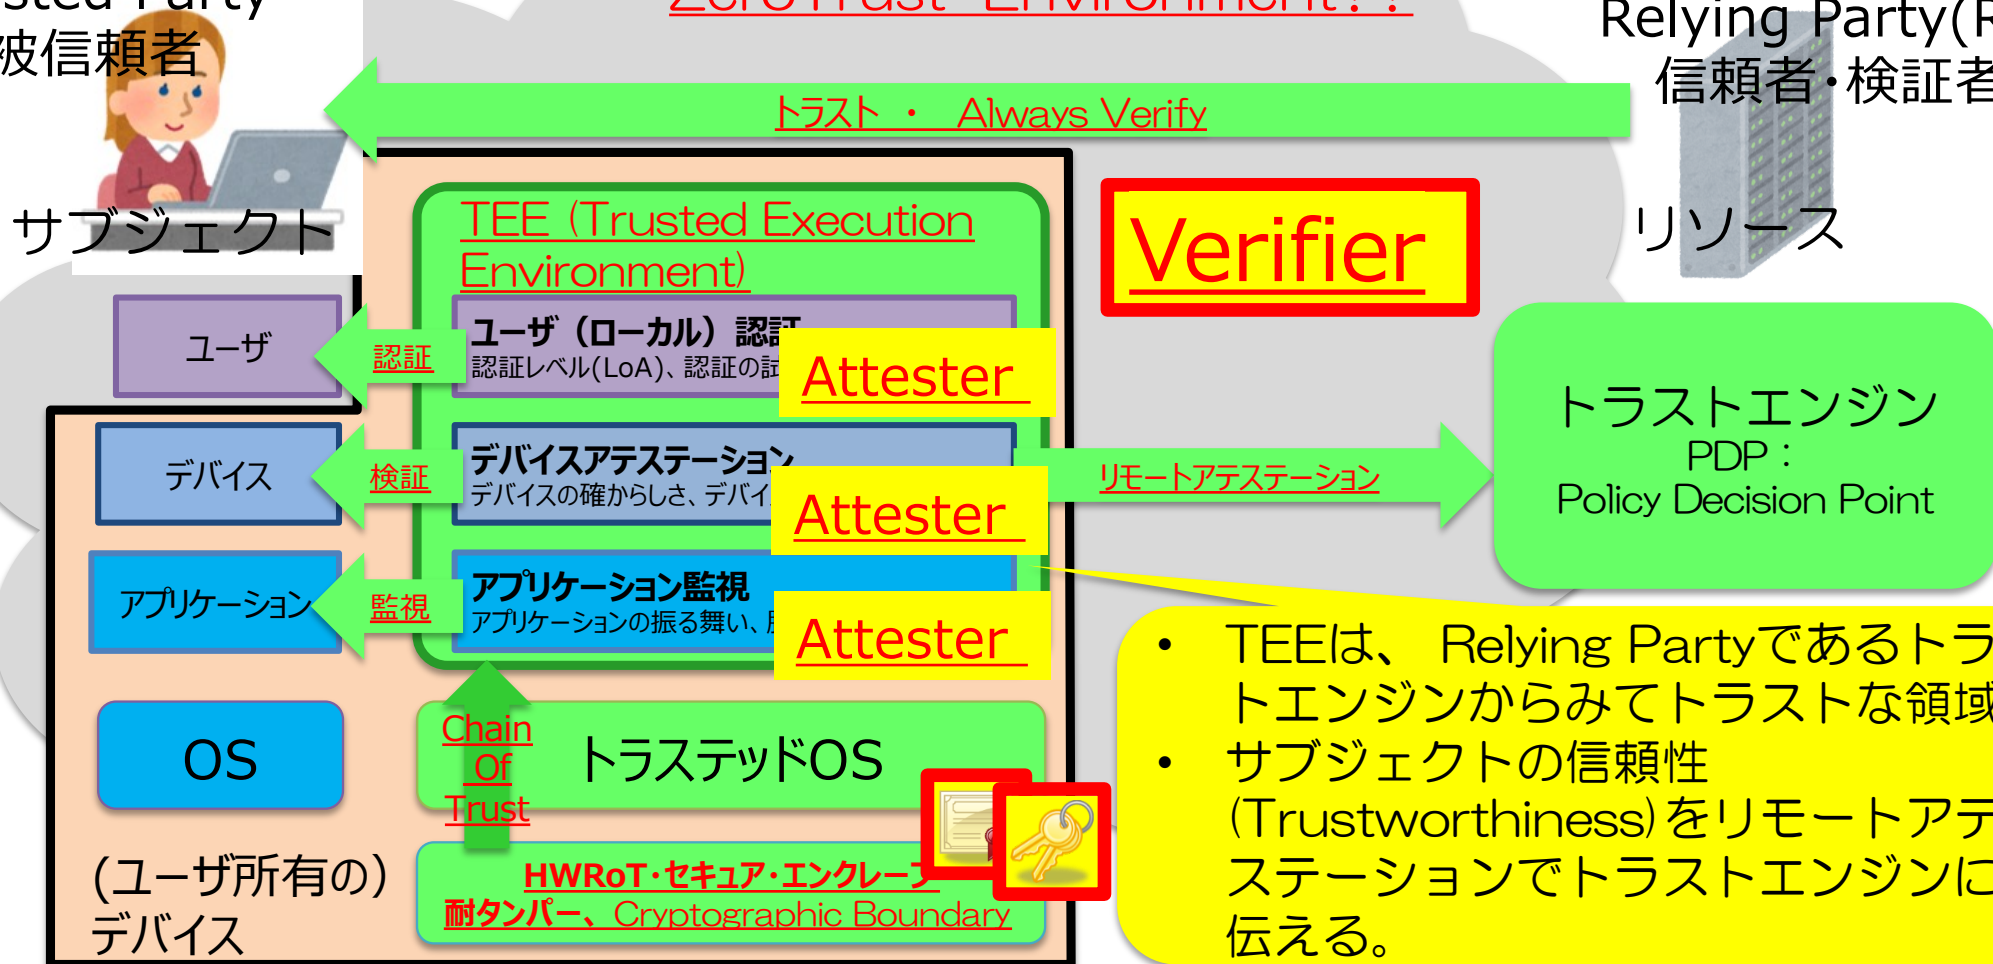 Party
被信頼者
ZeroTrust Environment??
Relying Party(R
信頼者・検証者
トラスト ・ Always Verify
サブジェクト
リソース
TEE (Trusted Execution
Environment)
Verifier
ユーザ
認証
ユーザ（ローカル）認証
認証レベル(LoA)、認証の試
Attester
デバイス
検証
デバイスアテステーション
デバイスの確からしさ、デバイ
Attester
リモートアテステーション
トラストエンジン
PDP：
Policy Decision Point
アプリケーション
監視
アプリケーション監視
アプリケーションの振る舞い、
Attester
OS
Chain
Of
Trust
トラステッドOS
(ユーザ所有の)
デバイス
HWRoT・セキュア・エンクレーブ
耐タンパー、Cryptographic Boundary
• TEEは、 Relying Partyであるトラ
トエンジンからみてトラストな領域
• サブジェクトの信頼性
(Trustworthiness)をリモートアテ
ステーションでトラストエンジンに
伝える。